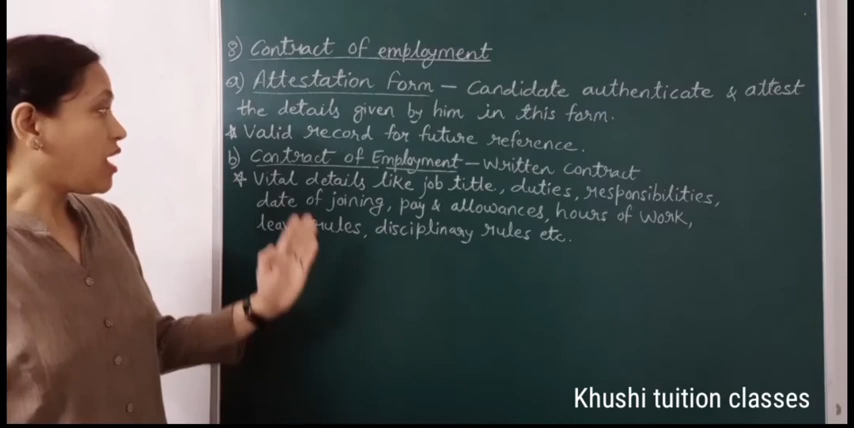 8) Contract of employment
a) Attestation form – Candidate authenticate & attest
the details given by him in this form.
* Valid record for future reference.
b) Contract of Employment – Written contract
* Vital details like job title, duties, responsibilities,
date of joining, pay & allowances, hours of work,
rules, disciplinary rules etc.
Khushi tuition classes